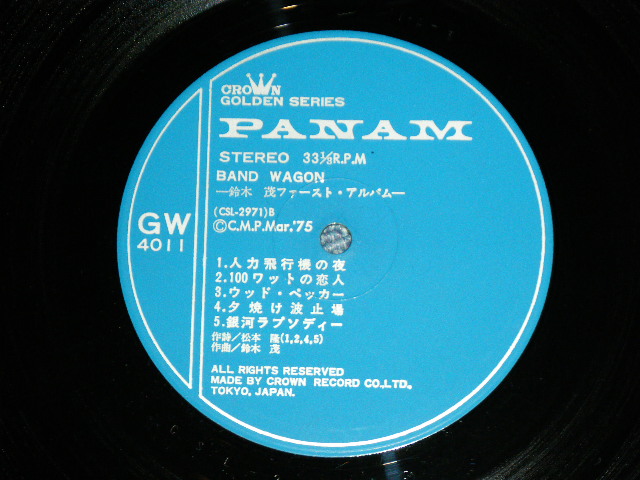 CROWN
GOLDEN SERIES
PANAM
STEREO 33⅓R.P.M
BAND WAGON
―鈴木 茂ファースト・アルバム―
(CSL-2971)B
©C.M.P.Mar.'75
GW
4011
1.人力飛行機の夜
2.100ワットの恋人
3.ウッド・ペッカー
4.夕焼け波止場
5.銀河ラプソディー
作詩/松本 隆(1,2,4,5)
作曲/鈴木 茂
ALL RIGHTS RESERVED
MADE BY CROWN RECORD CO.,LTD.
TOKYO, JAPAN.